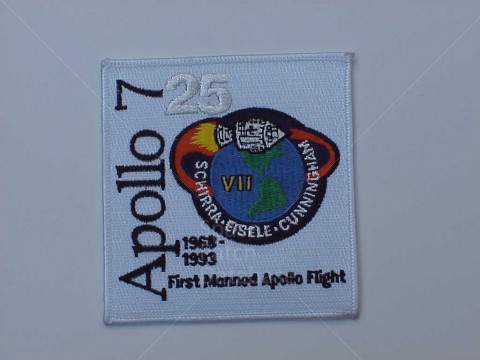 Apollo 7
25
VII
SCHIRRA · EISELE · CUNNINGHAM
1968-
1993
First Manned Apollo Flight